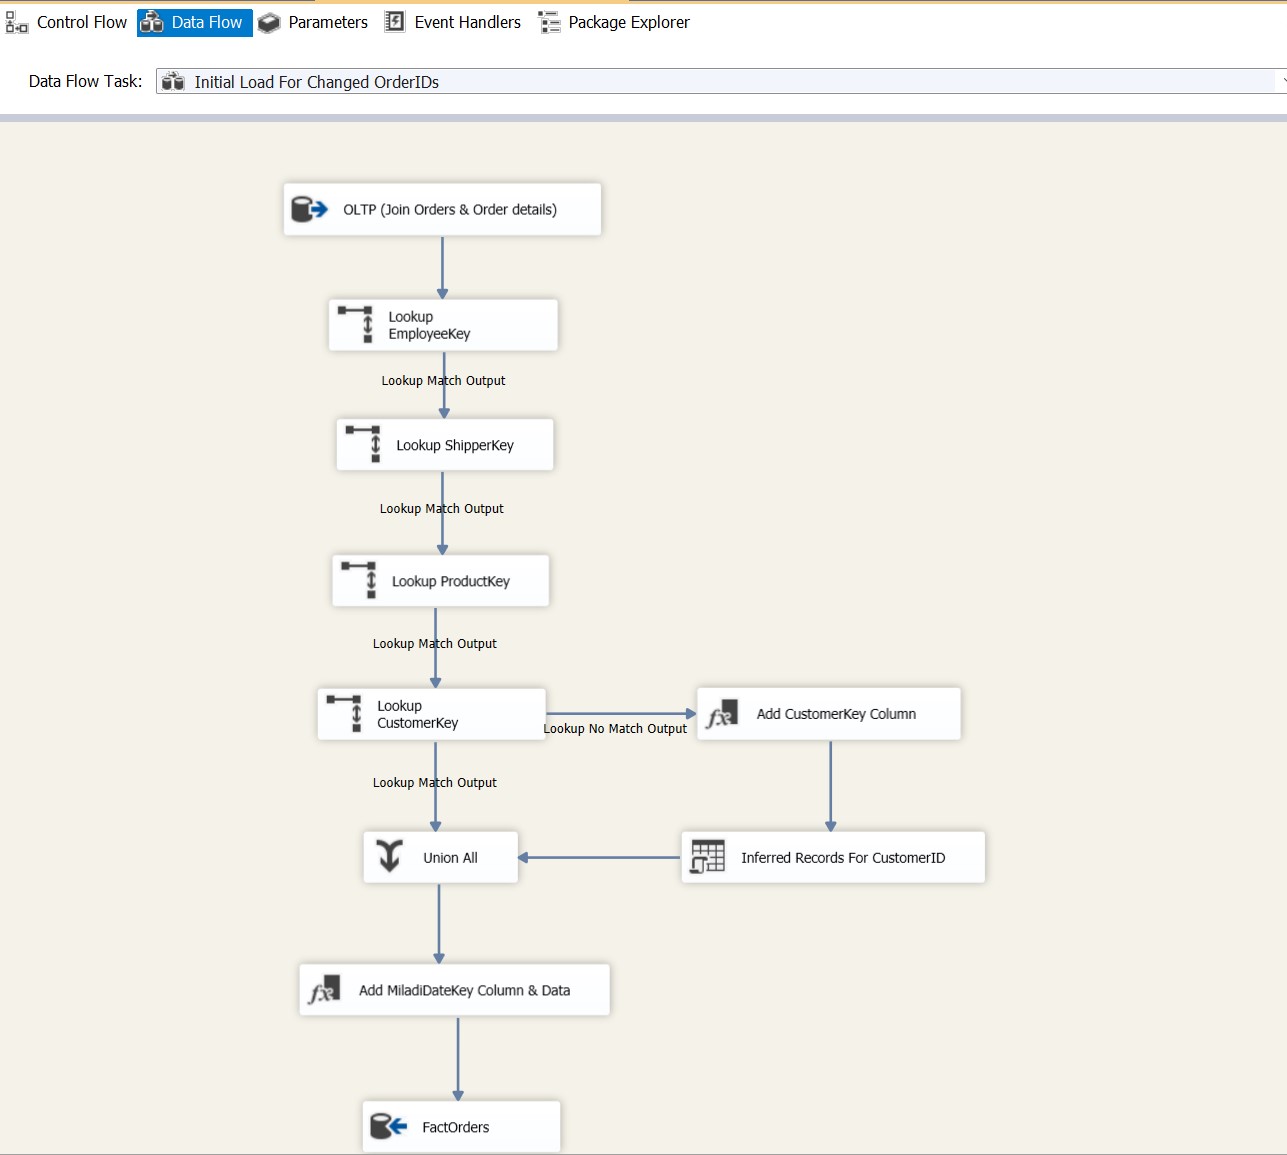 Control Flow
Data Flow
Parameters
Event Handlers
Package Explorer
Data Flow Task:
Initial Load For Changed OrderIDs
OLTP (Join Orders & Order details)
Lookup
EmployeeKey
Lookup Match Output
Lookup ShipperKey
Lookup Match Output
Lookup ProductKey
Lookup Match Output
Lookup
CustomerKey
Lookup No Match Output
Add CustomerKey Column
Lookup Match Output
Union All
Inferred Records For CustomerID
Add MiladiDateKey Column & Data
FactOrders